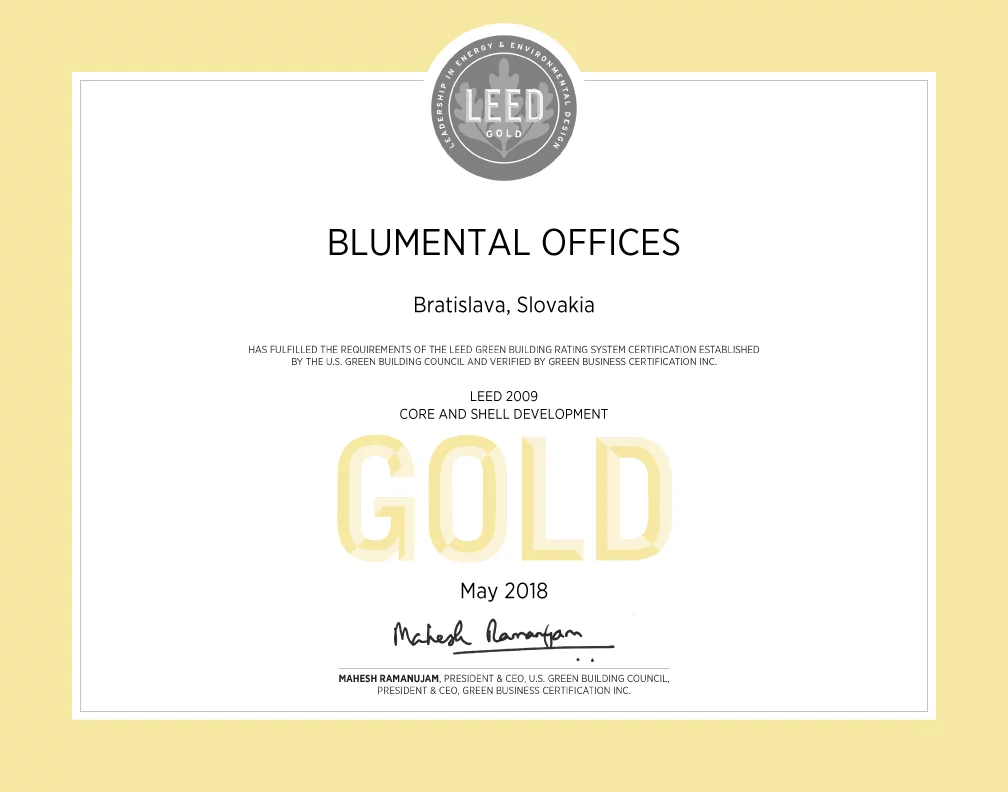 LEADERSHIP IN ENERGY & ENVIRONMENTAL DESIGN
LEED
GOLD
BLUMENTAL OFFICES
Bratislava, Slovakia
HAS FULFILLED THE REQUIREMENTS OF THE LEED GREEN BUILDING RATING SYSTEM CERTIFICATION ESTABLISHED
BY THE U.S. GREEN BUILDING COUNCIL AND VERIFIED BY GREEN BUSINESS CERTIFICATION INC.
LEED 2009
CORE AND SHELL DEVELOPMENT
GOLD
May 2018
Mahesh Ramanujam
MAHESH RAMANUJAM, PRESIDENT & CEO, U.S. GREEN BUILDING COUNCIL,
PRESIDENT & CEO, GREEN BUSINESS CERTIFICATION INC.